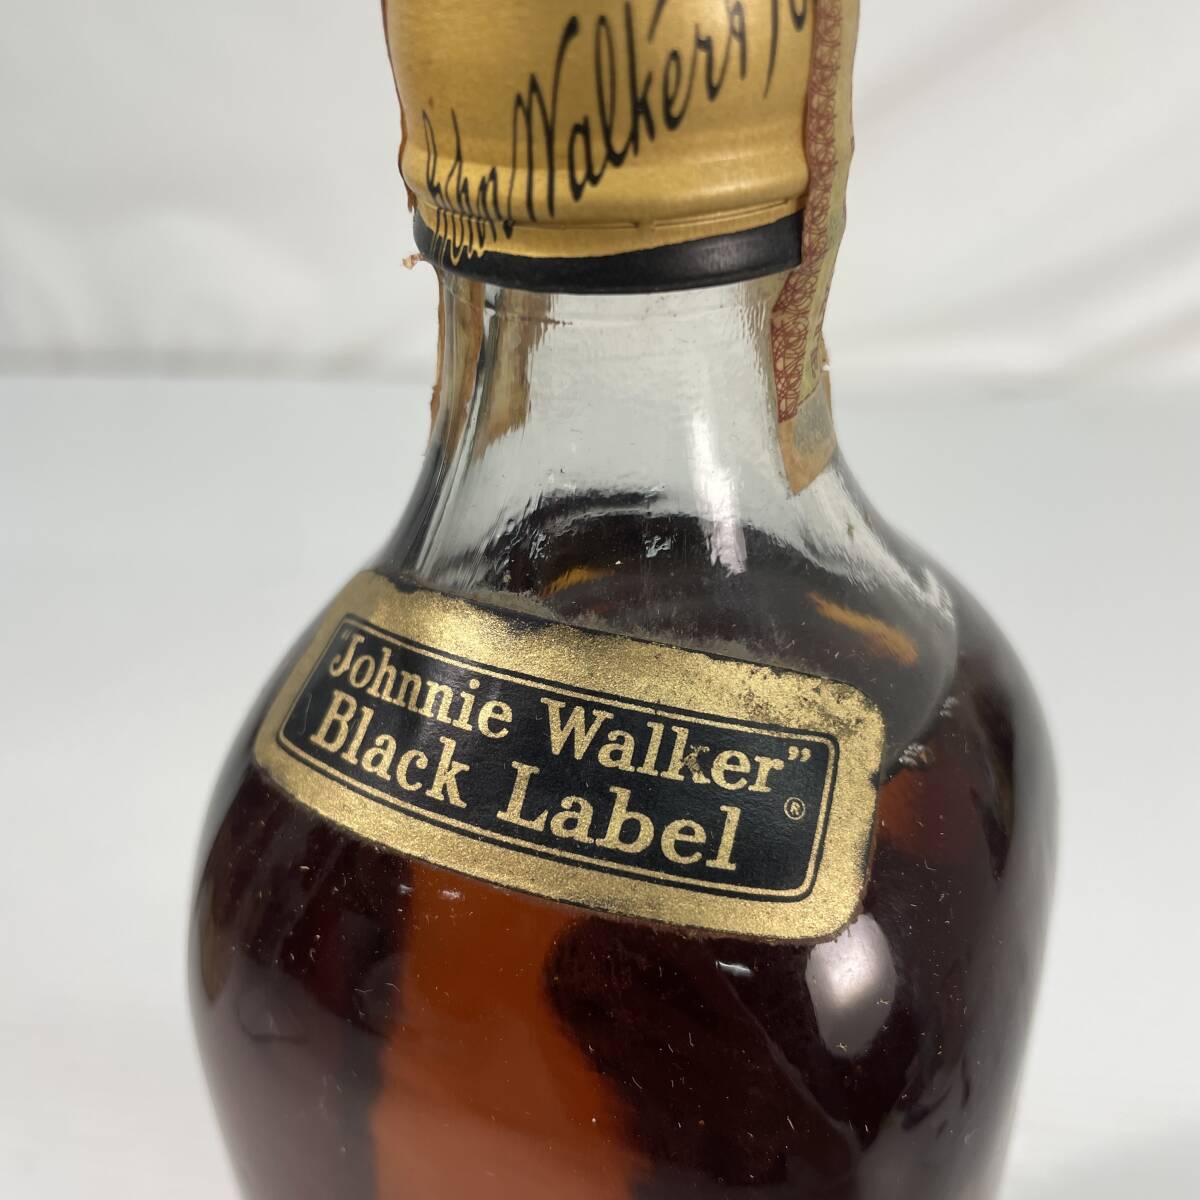 John Walker &
"Johnnie Walker"
Black Label ®